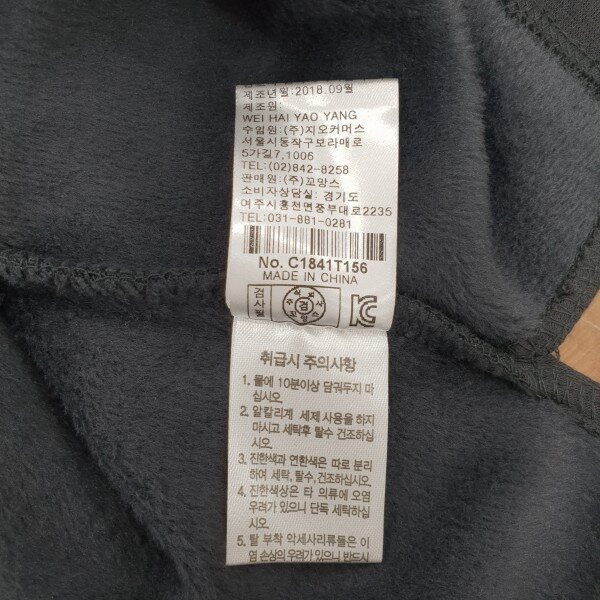 제조년월:2018.09월
제조원:
WEI HAI YAO YANG
수입원:(주)지오커머스
서울시동작구보라매로
5가길7,1006
TEL:(02)842-8258
판매원:(주)꼬망스
소비자상담실: 경기도
여주시흥천면중부대로2235
TEL:031-881-0281
No. C1841T156
MADE IN CHINA
검사필
검
취급시 주의사항
1. 물에 10분이상 담궈두지 마
십시오.
2. 알칼리계 세제 사용을 하지
마시고 세탁후 탈수 건조하십
시오.
3. 진한색과 연한색은 따로 분리
하여 세탁, 탈수,건조하십시오.
4. 진한색상은 타 의류에 오염
우려가 있으니 단독 세탁하십
시오.
5. 탈 부착 악세사리류들은 이
염 손상의 우려가 있으니 반드시